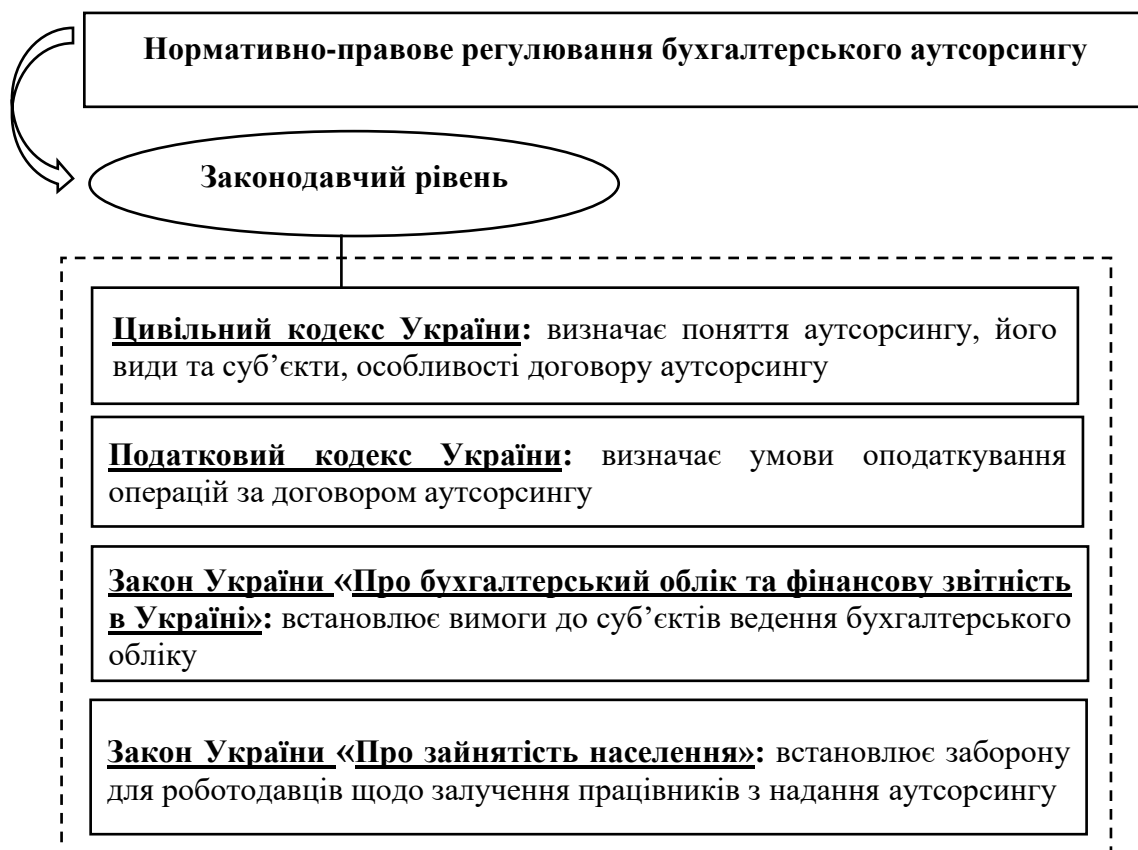 Нормативно-правове регулювання бухгалтерського аутсорсингу
Законодавчий рівень
Цивільний кодекс України: визначає поняття аутсорсингу, його
види та суб’єкти, особливості договору аутсорсингу
Податковий кодекс України: визначає умови оподаткування
операцій за договором аутсорсингу
Закон України «Про бухгалтерський облік та фінансову звітність
в Україні»: встановлює вимоги до суб’єктів ведення бухгалтерського
обліку
Закон України «Про зайнятість населення»: встановлює заборону
для роботодавців щодо залучення працівників з надання аутсорсингу